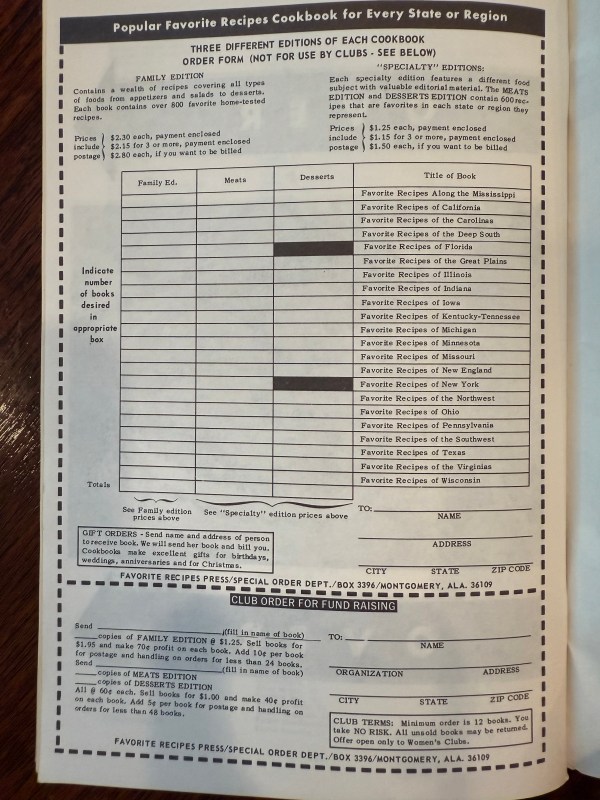 Popular Favorite Recipes Cookbook for Every State or Region
THREE DIFFERENT EDITIONS OF EACH COOKBOOK
ORDER FORM (NOT FOR USE BY CLUBS - SEE BELOW)
FAMILY EDITION
Contains a wealth of recipes covering all types
of foods from appetizers and salads to desserts.
Each book contains over 800 favorite home-tested
recipes.
Prices } $2.30 each, payment enclosed
include } $2.15 for 3 or more, payment enclosed
postage } $2.80 each, if you want to be billed
"SPECIALTY" EDITIONS:
Each specialty edition features a different food
subject with valuable editorial material. The MEATS
EDITION and DESSERTS EDITION contain 600 rec-
ipes that are favorites in each state or region they
represent.
Prices } $1.25 each, payment enclosed
include } $1.15 for 3 or more, payment enclosed
postage } $1.50 each, if you want to be billed
Family Ed. Meats Desserts Title of Book
Favorite Recipes Along the Mississippi
Favorite Recipes of California
Favorite Recipes of the Carolinas
Favorite Recipes of the Deep South
Favorite Recipes of Florida
Favorite Recipes of the Great Plains
Favorite Recipes of Illinois
Favorite Recipes of Indiana
Favorite Recipes of Iowa
Favorite Recipes of Kentucky-Tennessee
Favorite Recipes of Michigan
Favorite Recipes of Minnesota
Favorite Recipes of Missouri
Favorite Recipes of New England
Favorite Recipes of New York
Favorite Recipes of the Northwest
Favorite Recipes of Ohio
Favorite Recipes of Pennsylvania
Favorite Recipes of the Southwest
Favorite Recipes of Texas
Favorite Recipes of the Virginias
Favorite Recipes of Wisconsin
Indicate
number
of books
desired
in
appropriate
box
Totals
See Family edition
prices above
See "Specialty" edition prices above
GIFT ORDERS - Send name and address of person
to receive book. We will send her book and bill you.
Cookbooks make excellent gifts for birthdays,
weddings, anniversaries and for Christmas.
TO:
NAME
ADDRESS
CITY STATE ZIP CODE
FAVORITE RECIPES PRESS/SPECIAL ORDER DEPT./BOX 3396/MONTGOMERY, ALA. 36109
CLUB ORDER FOR FUND RAISING
Send (fill in name of book)
copies of FAMILY EDITION @ $1.25. Sell books for
$1.95 and make 70¢ profit on each book. Add 10¢ per book
for postage and handling on orders for less than 24 books.
Send (fill in name of book)
copies of MEATS EDITION
copies of DESSERTS EDITION
All @ 60¢ each. Sell books for $1.00 and make 40¢ profit
on each book. Add 5¢ per book for postage and handling on
orders for less than 48 books.
TO:
NAME
ORGANIZATION ADDRESS
CITY STATE ZIP CODE
CLUB TERMS: Minimum order is 12 books. You
take NO RISK. All unsold books may be returned.
Offer open only to Women's Clubs.
FAVORITE RECIPES PRESS/SPECIAL ORDER DEPT./BOX 3396/MONTGOMERY, ALA. 36109